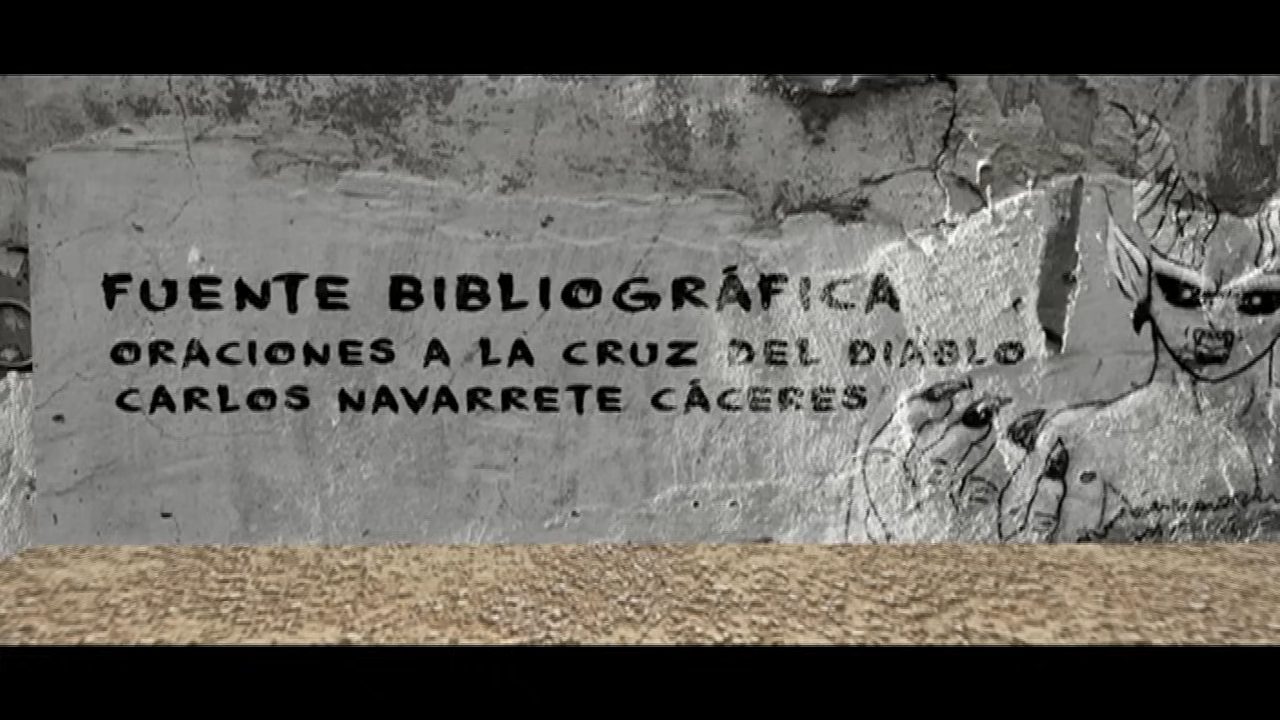 FUENTE BIBLIOGRÁFICA
ORACIONES A LA CRUZ DEL DIABLO
CARLOS NAVARRETE CÁCERES